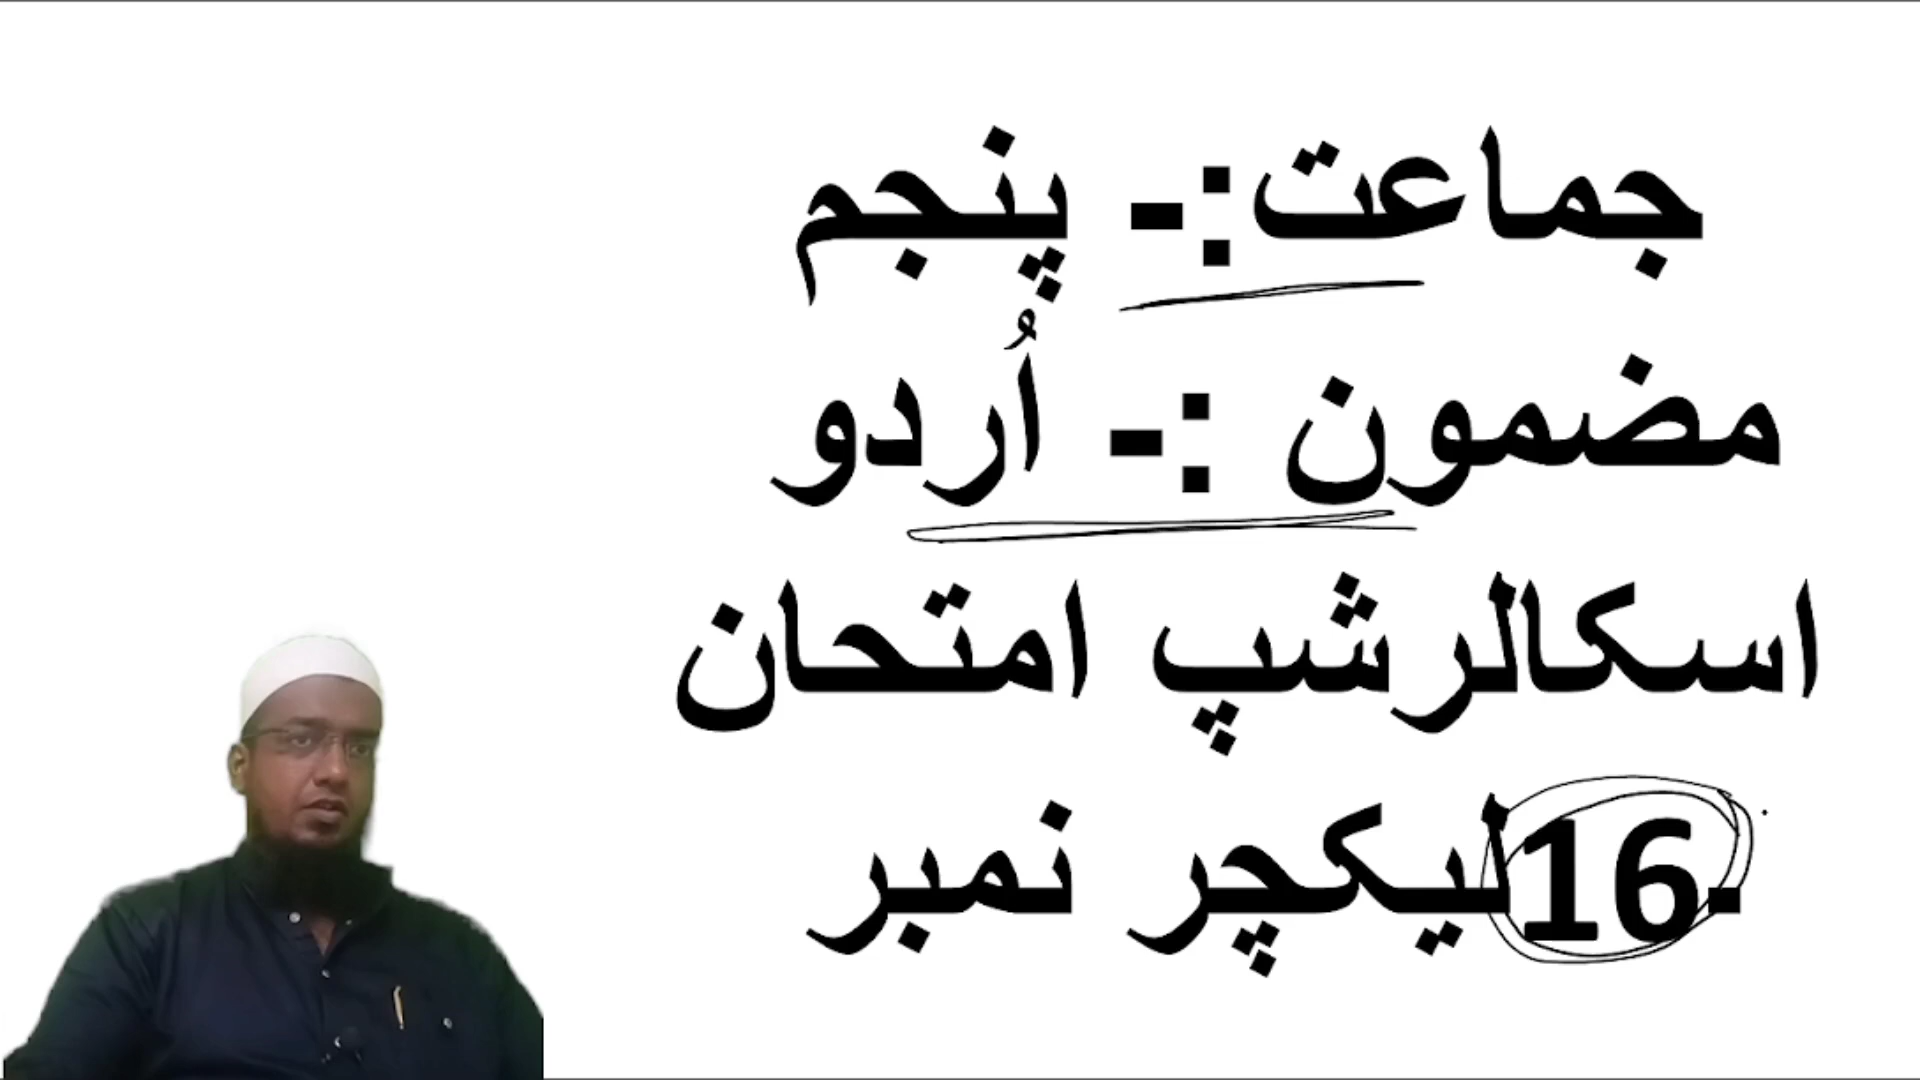 جماعت:- پنجم
مضمون :- اُردو
اسکالرشپ امتحان
16-لیکچر نمبر